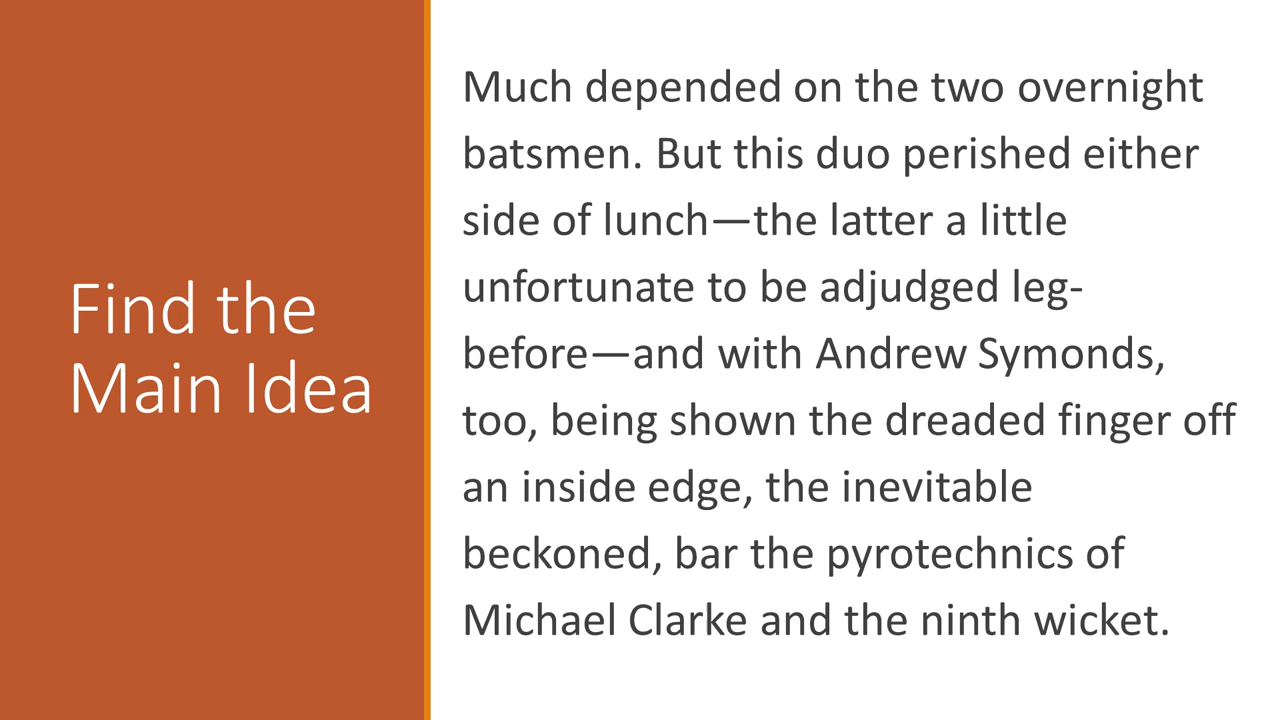 Find the
Main Idea
Much depended on the two overnight
batsmen. But this duo perished either
side of lunch—the latter a little
unfortunate to be adjudged leg-
before—and with Andrew Symonds,
too, being shown the dreaded finger off
an inside edge, the inevitable
beckoned, bar the pyrotechnics of
Michael Clarke and the ninth wicket.